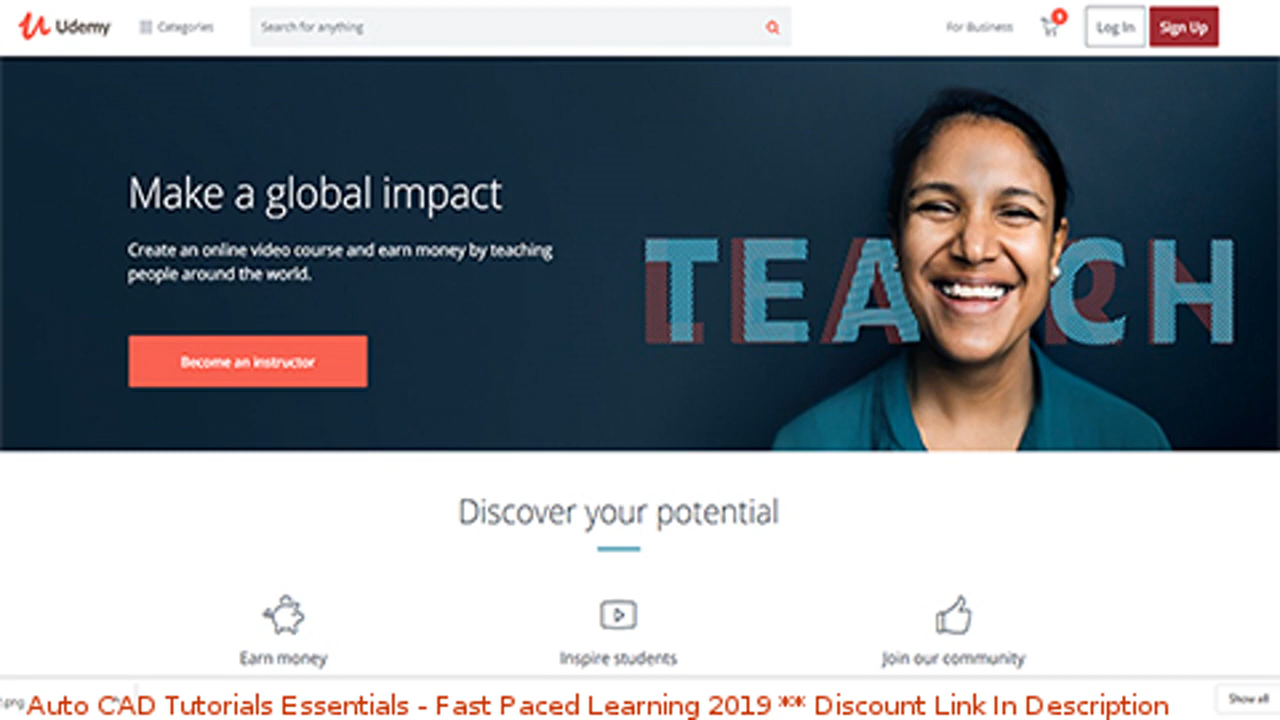 Udemy Categories Search for anything For Business Log In Sign Up
Make a global impact
Create an online video course and earn money by teaching
people around the world.
TEACH
Become an instructor
Discover your potential
Earn money Inspire students Join our community
Auto CAD Tutorials Essentials - Fast Paced Learning 2019 ** Discount Link In Description
Show all